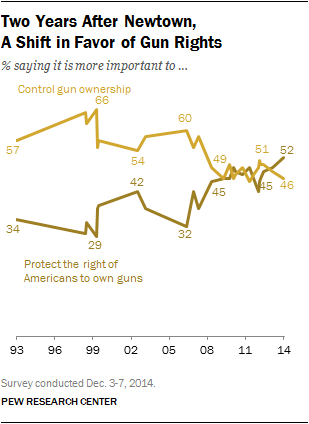 Two Years After Newtown,
A Shift in Favor of Gun Rights
% saying it is more important to ...
Control gun ownership
66
60
57
54
51
52
49
42
45
45
46
34
32
29
Protect the right of
Americans to own guns
93 96 99 02 05 08 11 14
Survey conducted Dec. 3-7, 2014.
PEW RESEARCH CENTER